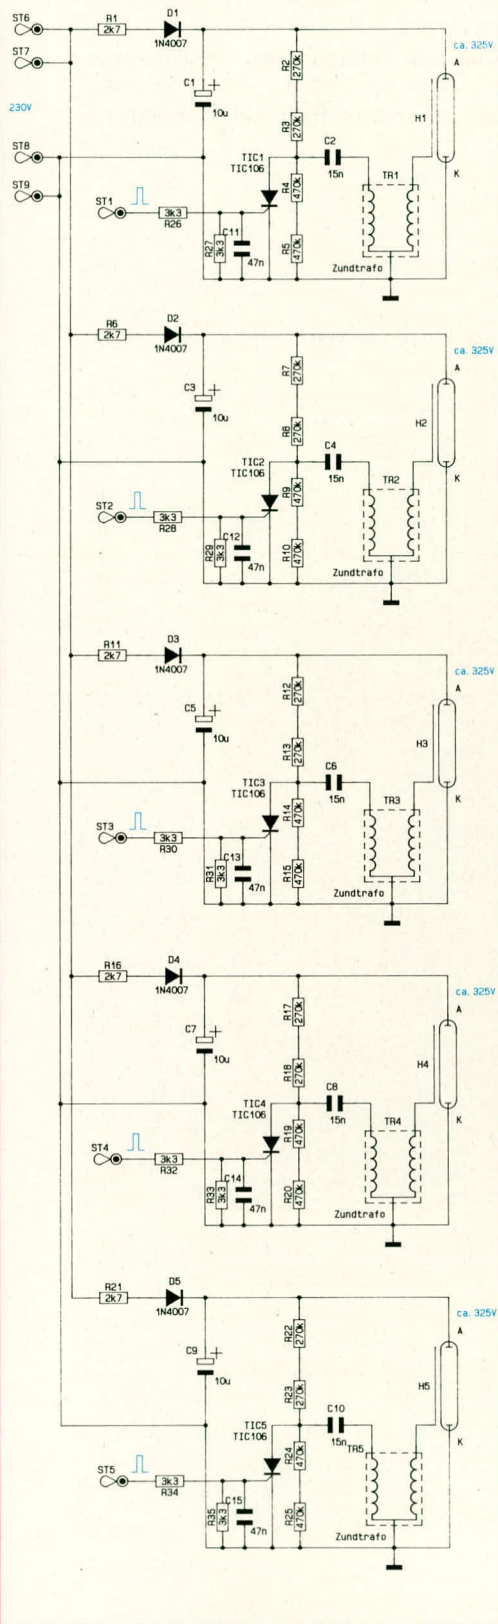 ST6
R1
2k7
D1
1N4007
ca. 325V
A
ST7
R2
270k
C1
+
10u
230V
R3
270k
H1
ST8
TIC1
TIC106
C2
15n
K
ST9
R4
470k
TR1
ST1
3k3
R26
C11
R27
3k3
R5
470k
47n
Zundtrafo
R6
2k7
D2
1N4007
ca. 325V
A
R7
270k
C3
+
10u
R8
270k
H2
TIC2
TIC106
C4
15n
K
R9
470k
TR2
ST2
3k3
R28
C12
R29
3k3
R10
470k
47n
Zundtrafo
R11
2k7
D3
1N4007
ca. 325V
A
R12
270k
C5
+
10u
R13
270k
H3
TIC3
TIC106
C6
15n
K
R14
470k
TR3
ST3
3k3
R30
C13
R31
3k3
R15
470k
47n
Zundtrafo
R16
2k7
D4
1N4007
ca. 325V
A
R17
270k
C7
+
10u
R18
270k
H4
TIC4
TIC106
C8
15n
K
R19
470k
TR4
ST4
3k3
R32
C14
R33
3k3
R20
470k
47n
Zundtrafo
R21
2k7
D5
1N4007
ca. 325V
A
R22
270k
C9
+
10u
R23
270k
H5
TIC5
TIC106
C10
15n
K
R24
470k
TR5
ST5
3k3
R34
C15
R35
3k3
R25
470k
47n
Zundtrafo